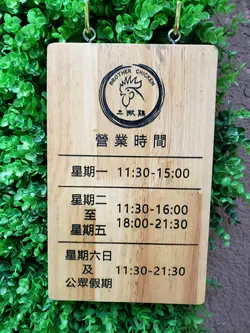 BROTHER CHICKEN
二撇雞
營業時間
星期一 11:30-15:00
星期二 11:30-16:00
至
星期五 18:00-21:30
星期六日
及 11:30-21:30
公眾假期